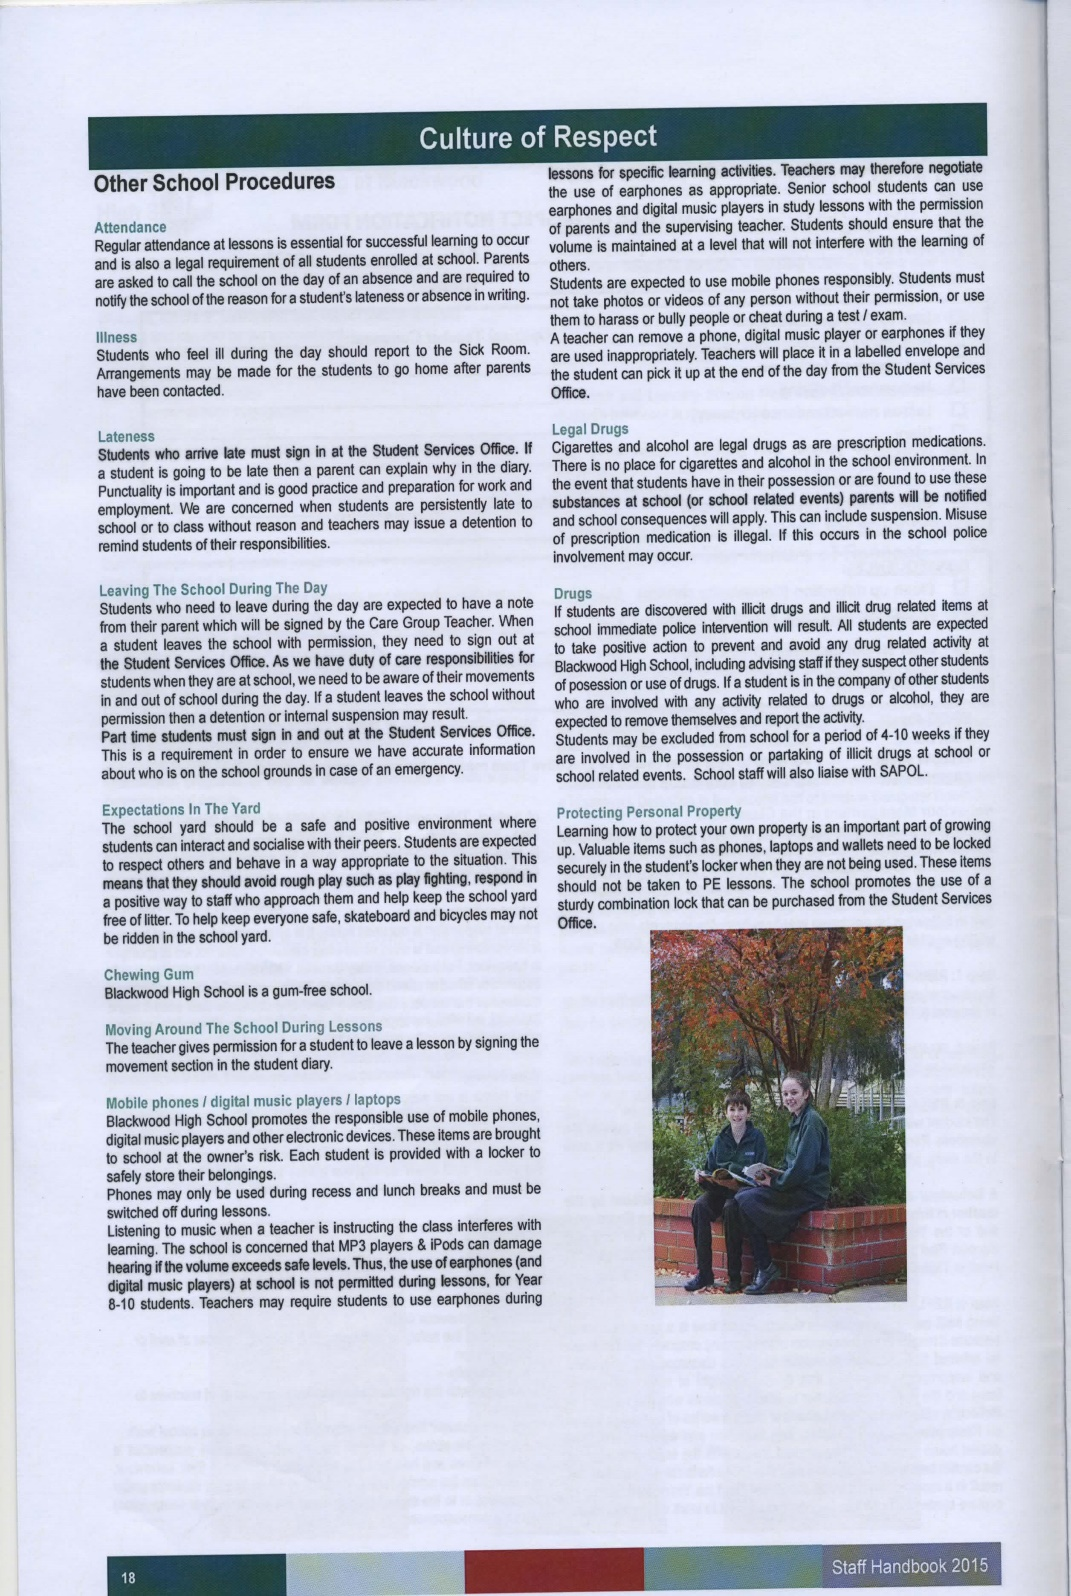 Culture of Respect
Other School Procedures
Attendance
Regular attendance at lessons is essential for successful learning to occur
and is also a legal requirement of all students enrolled at school. Parents
are asked to call the school on the day of an absence and are required to
notify the school of the reason for a student's lateness or absence in writing.
Illness
Students who feel ill during the day should report to the Sick Room.
Arrangements may be made for the students to go home after parents
have been contacted.
Lateness
Students who arrive late must sign in at the Student Services Office. If
a student is going to be late then a parent can explain why in the diary.
Punctuality is important and is good practice and preparation for work and
employment. We are concerned when students are persistently late to
school or to class without reason and teachers may issue a detention to
remind students of their responsibilities.
Leaving The School During The Day
Students who need to leave during the day are expected to have a note
from their parent which will be signed by the Care Group Teacher. When
a student leaves the school with permission, they need to sign out at
the Student Services Office. As we have duty of care responsibilities for
students when they are at school, we need to be aware of their movements
in and out of school during the day. If a student leaves the school without
permission then a detention or internal suspension may result.
Part time students must sign in and out at the Student Services Office.
This is a requirement in order to ensure we have accurate information
about who is on the school grounds in case of an emergency.
Expectations In The Yard
The school yard should be a safe and positive environment where
students can interact and socialise with their peers. Students are expected
to respect others and behave in a way appropriate to the situation. This
means that they should avoid rough play such as play fighting, respond in
a positive way to staff who approach them and help keep the school yard
free of litter. To help keep everyone safe, skateboard and bicycles may not
be ridden in the school yard.
Chewing Gum
Blackwood High School is a gum-free school.
Moving Around The School During Lessons
The teacher gives permission for a student to leave a lesson by signing the
movement section in the student diary.
Mobile phones / digital music players / laptops
Blackwood High School promotes the responsible use of mobile phones,
digital music players and other electronic devices. These items are brought
to school at the owner's risk. Each student is provided with a locker to
safely store their belongings.
Phones may only be used during recess and lunch breaks and must be
switched off during lessons.
Listening to music when a teacher is instructing the class interferes with
learning. The school is concerned that MP3 players & iPods can damage
hearing if the volume exceeds safe levels. Thus, the use of earphones (and
digital music players) at school is not permitted during lessons, for Year
8-10 students. Teachers may require students to use earphones during
lessons for specific learning activities. Teachers may therefore negotiate
the use of earphones as appropriate. Senior school students can use
earphones and digital music players in study lessons with the permission
of parents and the supervising teacher. Students should ensure that the
volume is maintained at a level that will not interfere with the learning of
others.
Students are expected to use mobile phones responsibly. Students must
not take photos or videos of any person without their permission, or use
them to harass or bully people or cheat during a test / exam.
A teacher can remove a phone, digital music player or earphones if they
are used inappropriately. Teachers will place it in a labelled envelope and
the student can pick it up at the end of the day from the Student Services
Office.
Legal Drugs
Cigarettes and alcohol are legal drugs as are prescription medications.
There is no place for cigarettes and alcohol in the school environment. In
the event that students have in their possession or are found to use these
substances at school (or school related events) parents will be notified
and school consequences will apply. This can include suspension. Misuse
of prescription medication is illegal. If this occurs in the school police
involvement may occur.
Drugs
If students are discovered with illicit drugs and illicit drug related items at
school immediate police intervention will result. All students are expected
to take positive action to prevent and avoid any drug related activity at
Blackwood High School, including advising staff if they suspect other students
of posession or use of drugs. If a student is in the company of other students
who are involved with any activity related to drugs or alcohol, they are
expected to remove themselves and report the activity.
Students may be excluded from school for a period of 4-10 weeks if they
are involved in the possession or partaking of illicit drugs at school or
school related events. School staff will also liaise with SAPOL.
Protecting Personal Property
Learning how to protect your own property is an important part of growing
up. Valuable items such as phones, laptops and wallets need to be locked
securely in the student's locker when they are not being used. These items
should not be taken to PE lessons. The school promotes the use of a
sturdy combination lock that can be purchased from the Student Services
Office.
18
Staff Handbook 2015